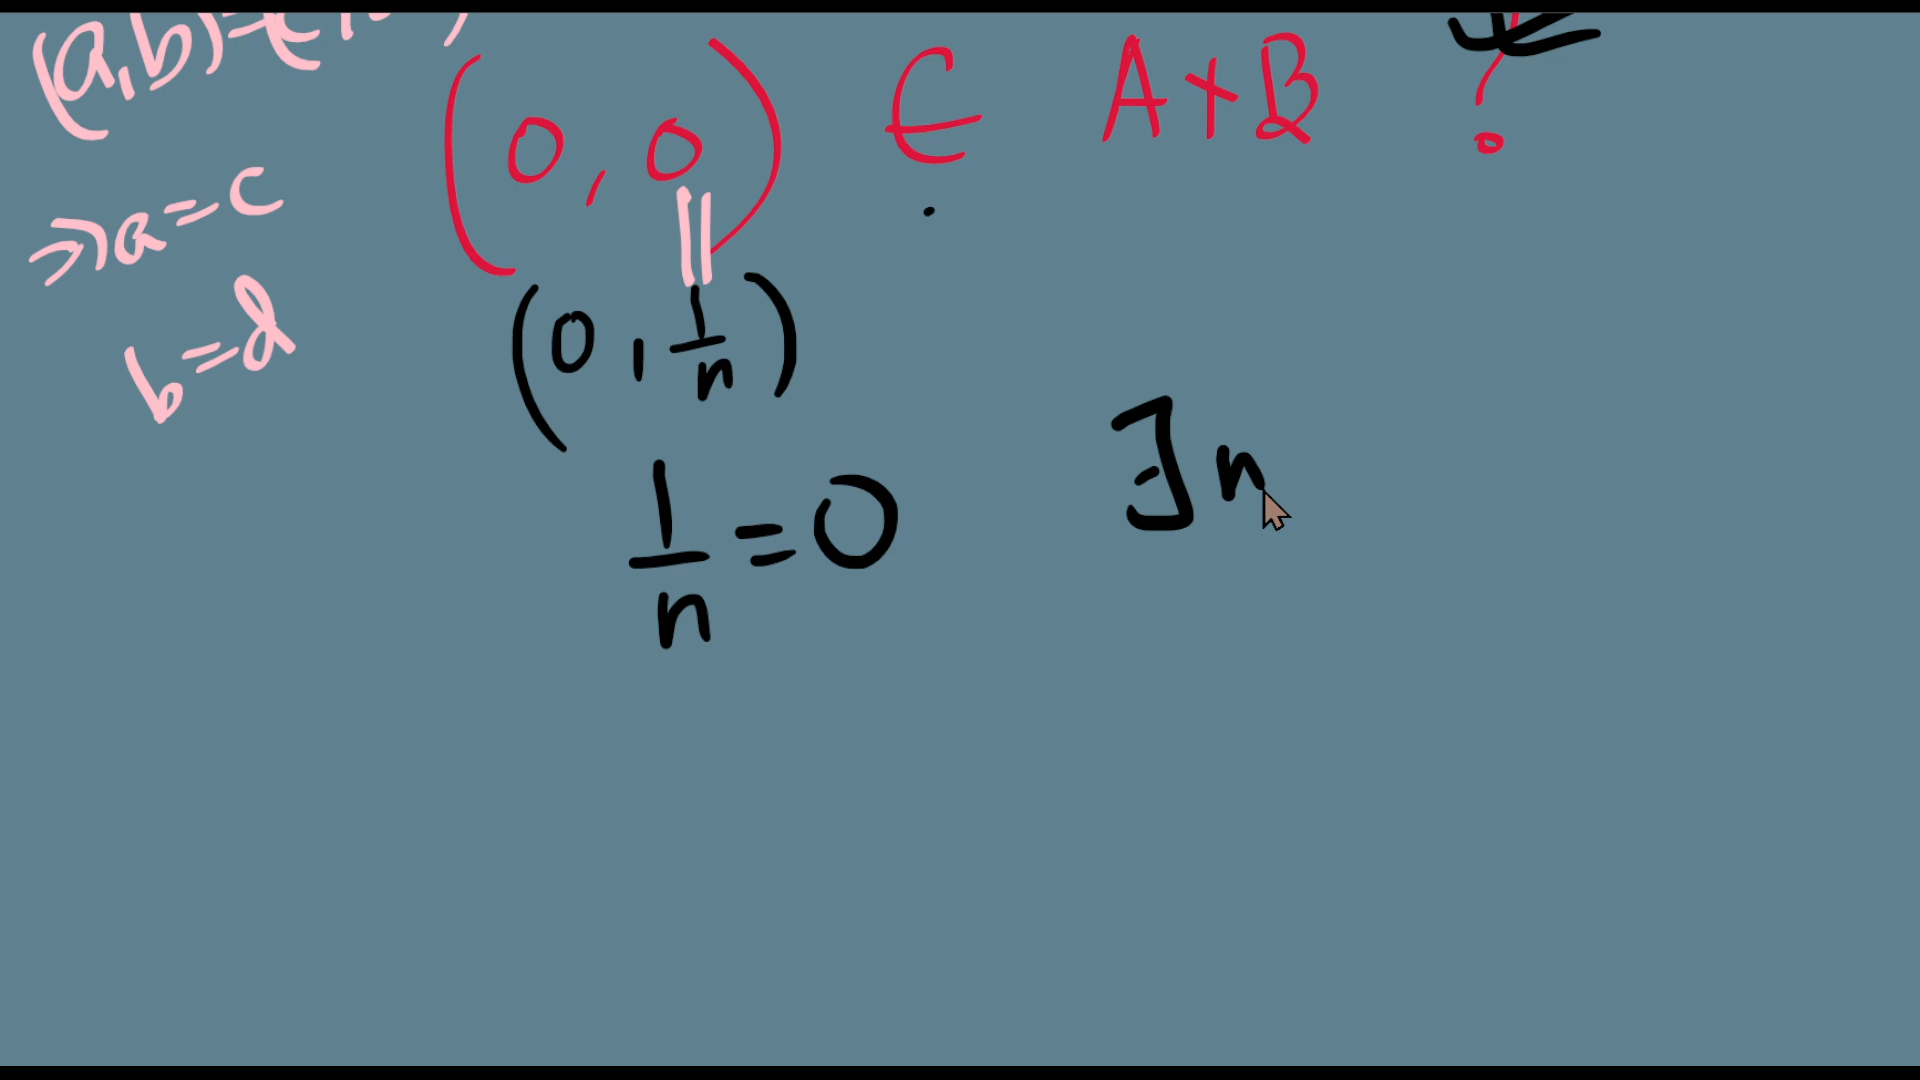 (a,b)=(
(0,0) ∈ A+B ?
⇒a=c
b=d
||
(0, 1/n)
∃n
1/n=0